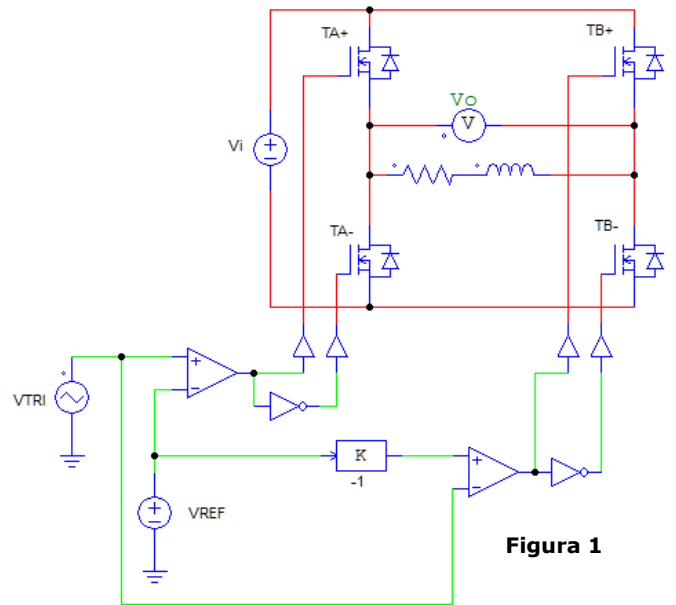 TA+
TB+
Vo
V
Vi
+
−
TA-
TB-
+
−
VTRI
K
-1
+
−
+
−
VREF
Figura 1